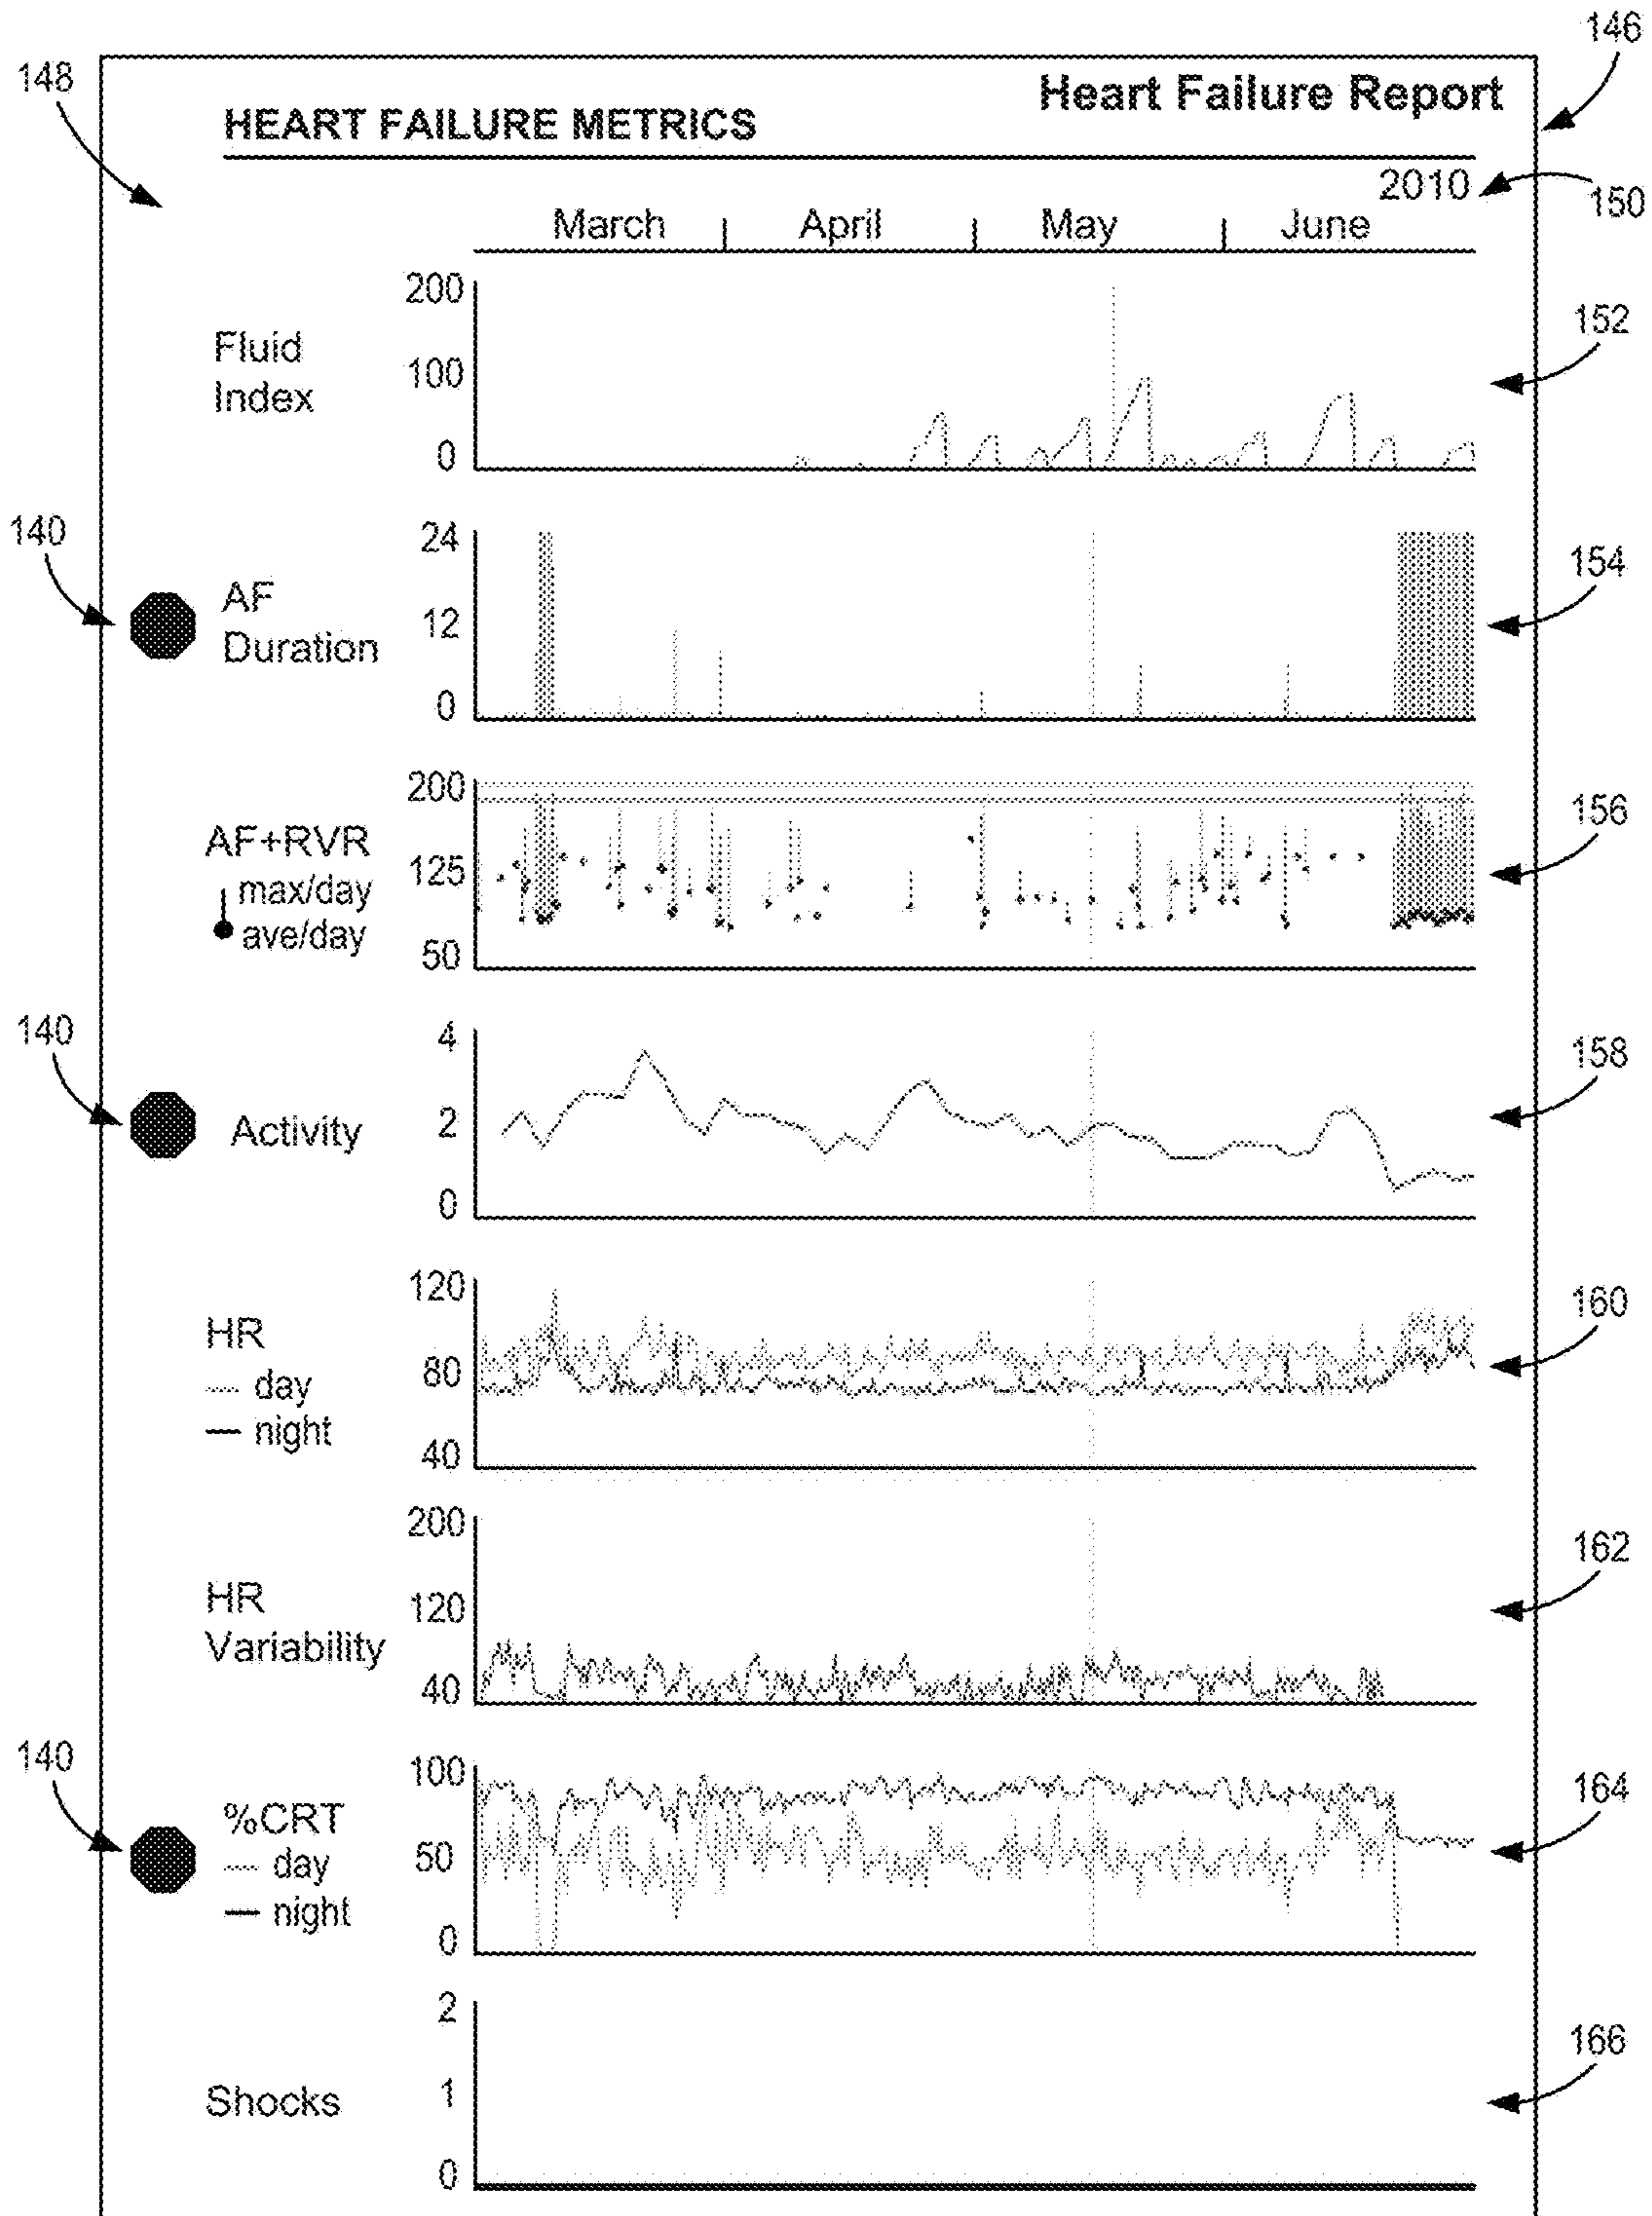 146
148
Heart Failure Report
HEART FAILURE METRICS
2010
150
March | April | May | June
200
100
0
Fluid
Index
152
140
24
12
0
AF
Duration
154
200
125
50
AF+RVR
max/day
ave/day
156
140
4
2
0
Activity
158
120
80
40
HR
day
night
160
200
120
40
HR
Variability
162
140
100
50
0
%CRT
day
night
164
2
1
0
Shocks
166